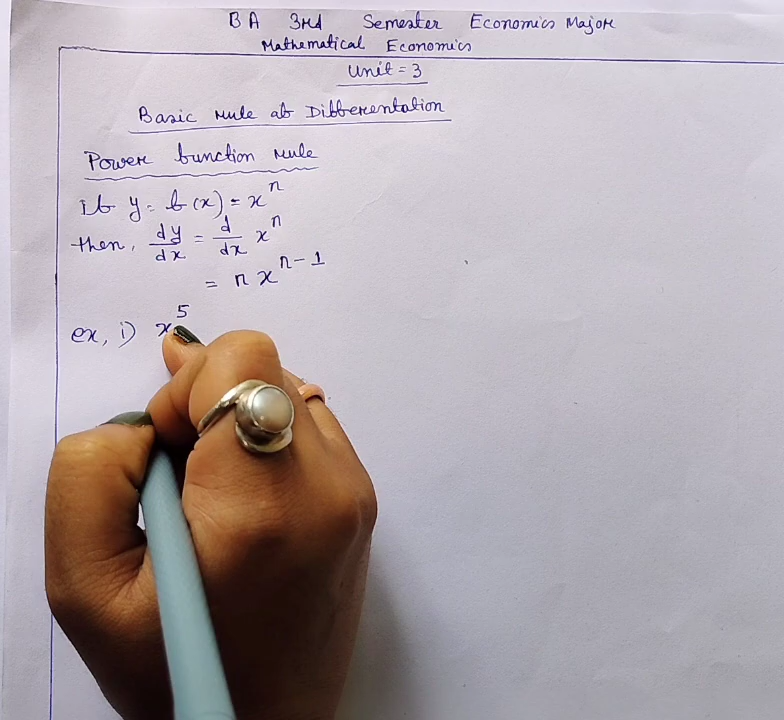 BA 3rd Semester Economics Major
Mathematical Economics
Unit = 3
Basic rule of Differentation
Power function rule
If y = f(x) = x^n
then, dy/dx = d/dx x^n
= n x^{n-1}
ex, i) x^5